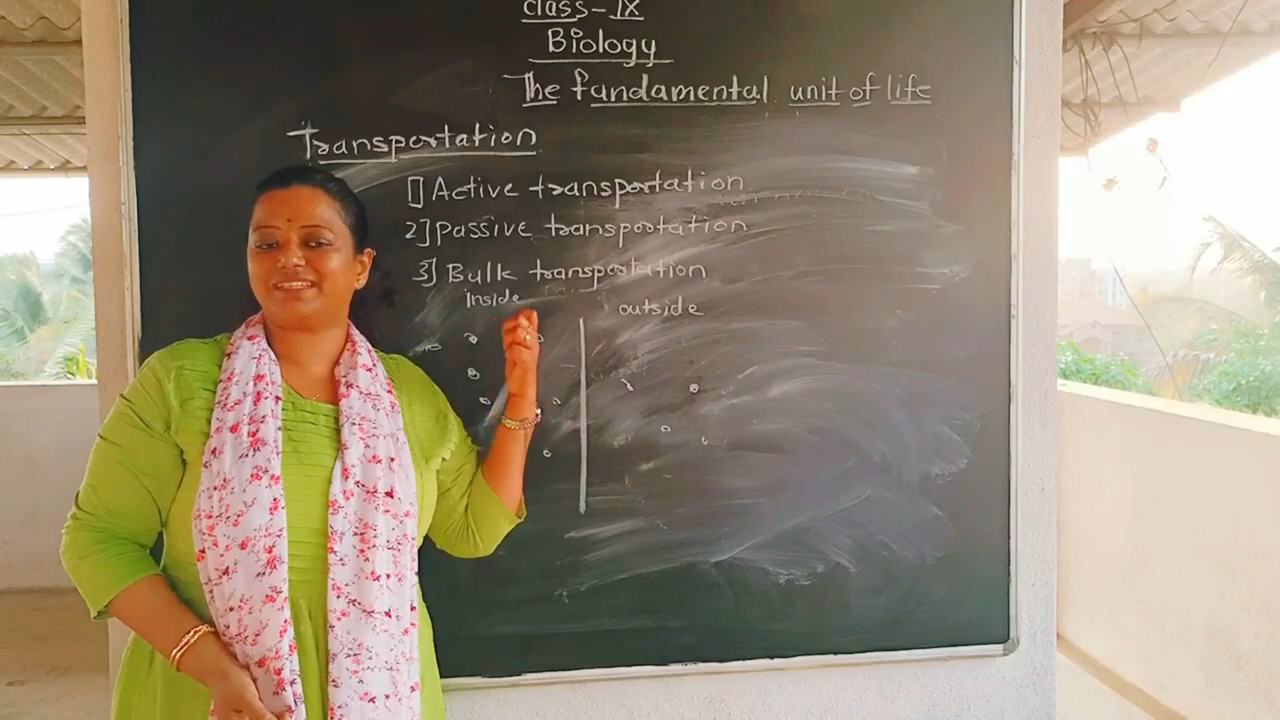 class-IX
Biology
The fundamental unit of life
Transportation
1] Active transportation
2] Passive transportation
3] Bulk transportation
inside
outside